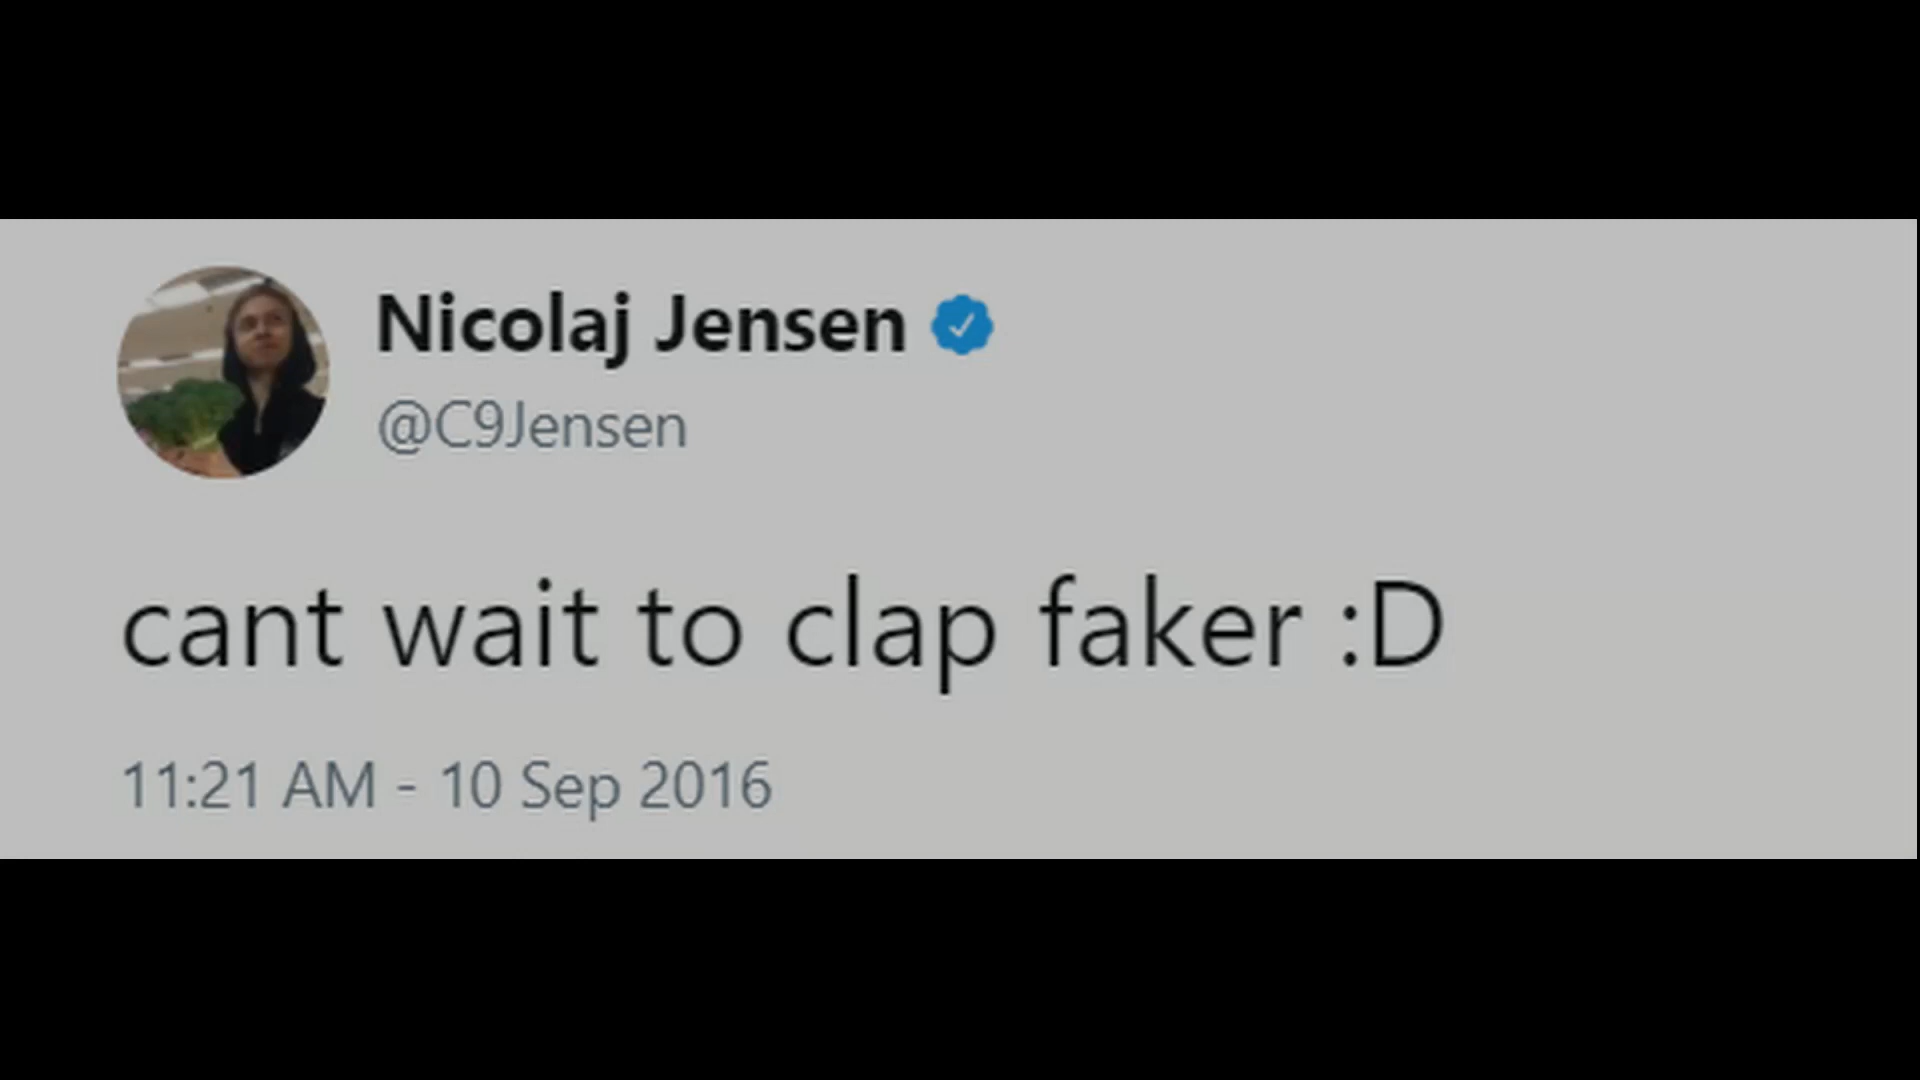 Nicolaj Jensen
@C9Jensen
cant wait to clap faker :D
11:21 AM - 10 Sep 2016